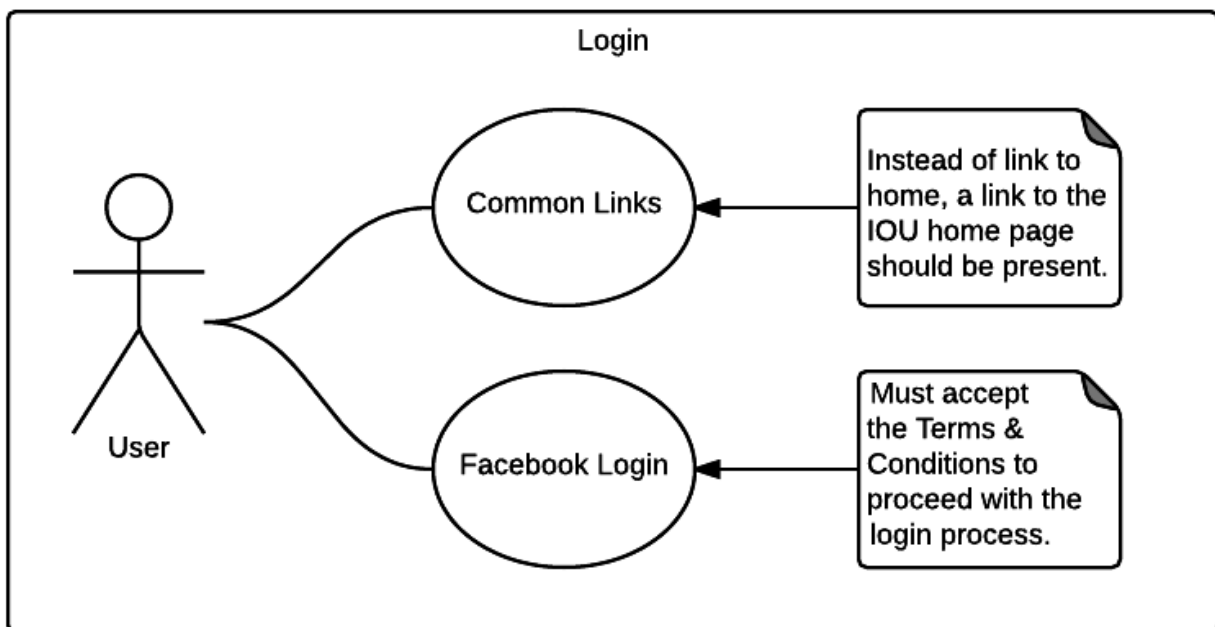 Login
Common Links
Instead of link to
home, a link to the
IOU home page
should be present.
User
Facebook Login
Must accept
the Terms &
Conditions to
proceed with the
login process.